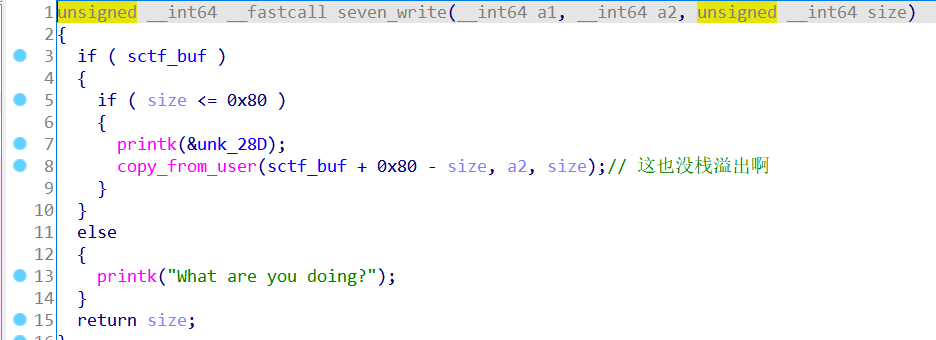 1 unsigned __int64 __fastcall seven_write(__int64 a1, __int64 a2, unsigned __int64 size)
2 {
3 if ( sctf_buf )
4 {
5 if ( size <= 0x80 )
6 {
7 printk(&unk_28D);
8 copy_from_user(sctf_buf + 0x80 - size, a2, size);// 这也没栈溢出啊
9 }
10 }
11 else
12 {
13 printk("What are you doing?");
14 }
15 return size;
16 }